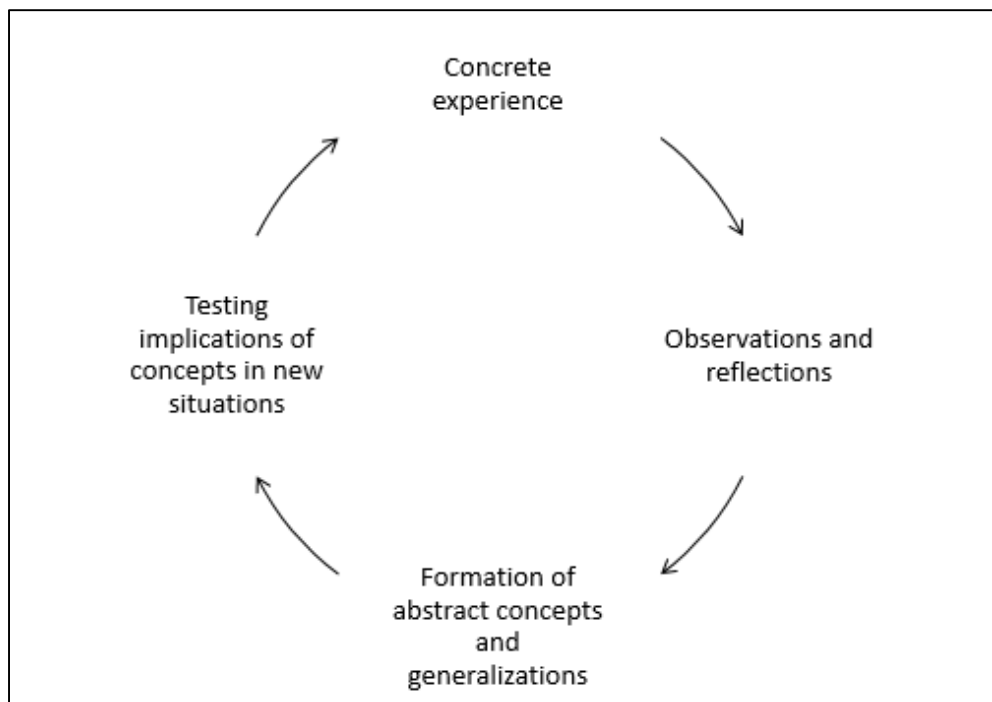 Concrete
experience
Observations and
reflections
Formation of
abstract concepts
and
generalizations
Testing
implications of
concepts in new
situations